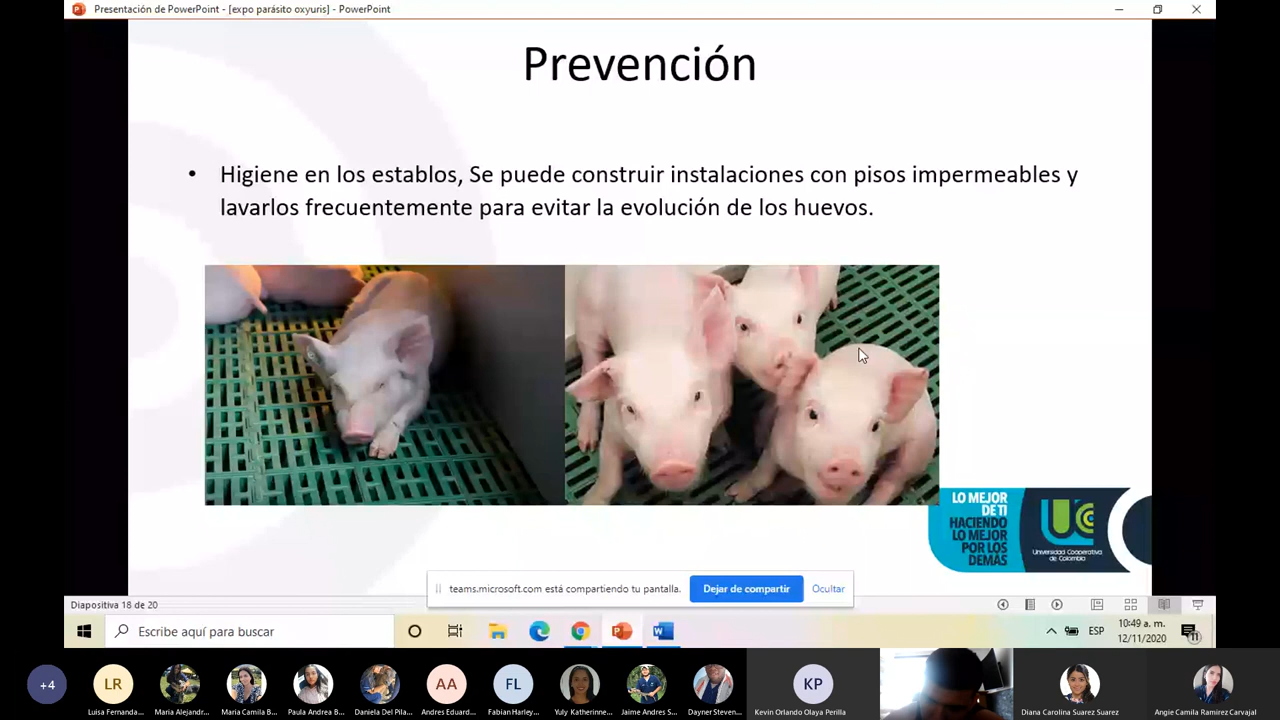 Presentación de PowerPoint - [expo parásito oxyuris] - PowerPoint
Prevención
• Higiene en los establos, Se puede construir instalaciones con pisos impermeables y
lavarlos frecuentemente para evitar la evolución de los huevos.
LO MEJOR
DE TI
HACIENDO
LO MEJOR
POR LOS
DEMÁS
Universidad Cooperativa
de Colombia
teams.microsoft.com está compartiendo tu pantalla.
Dejar de compartir
Ocultar
Diapositiva 18 de 20
Escribe aquí para buscar
ESP
10:49 a. m.
12/11/2020
+4
LR
AA
FL
KP
Luisa Fernanda...
Maria Alejandr...
Maria Camila B...
Paula Andrea B...
Daniela Del Pila...
Andres Eduard...
Fabian Harley...
Yuly Katherinne...
Jaime Andres S...
Dayner Steven...
Kevin Orlando Olaya Perilla
Diana Carolina Suarez Suarez
Angie Camila Ramirez Carvajal